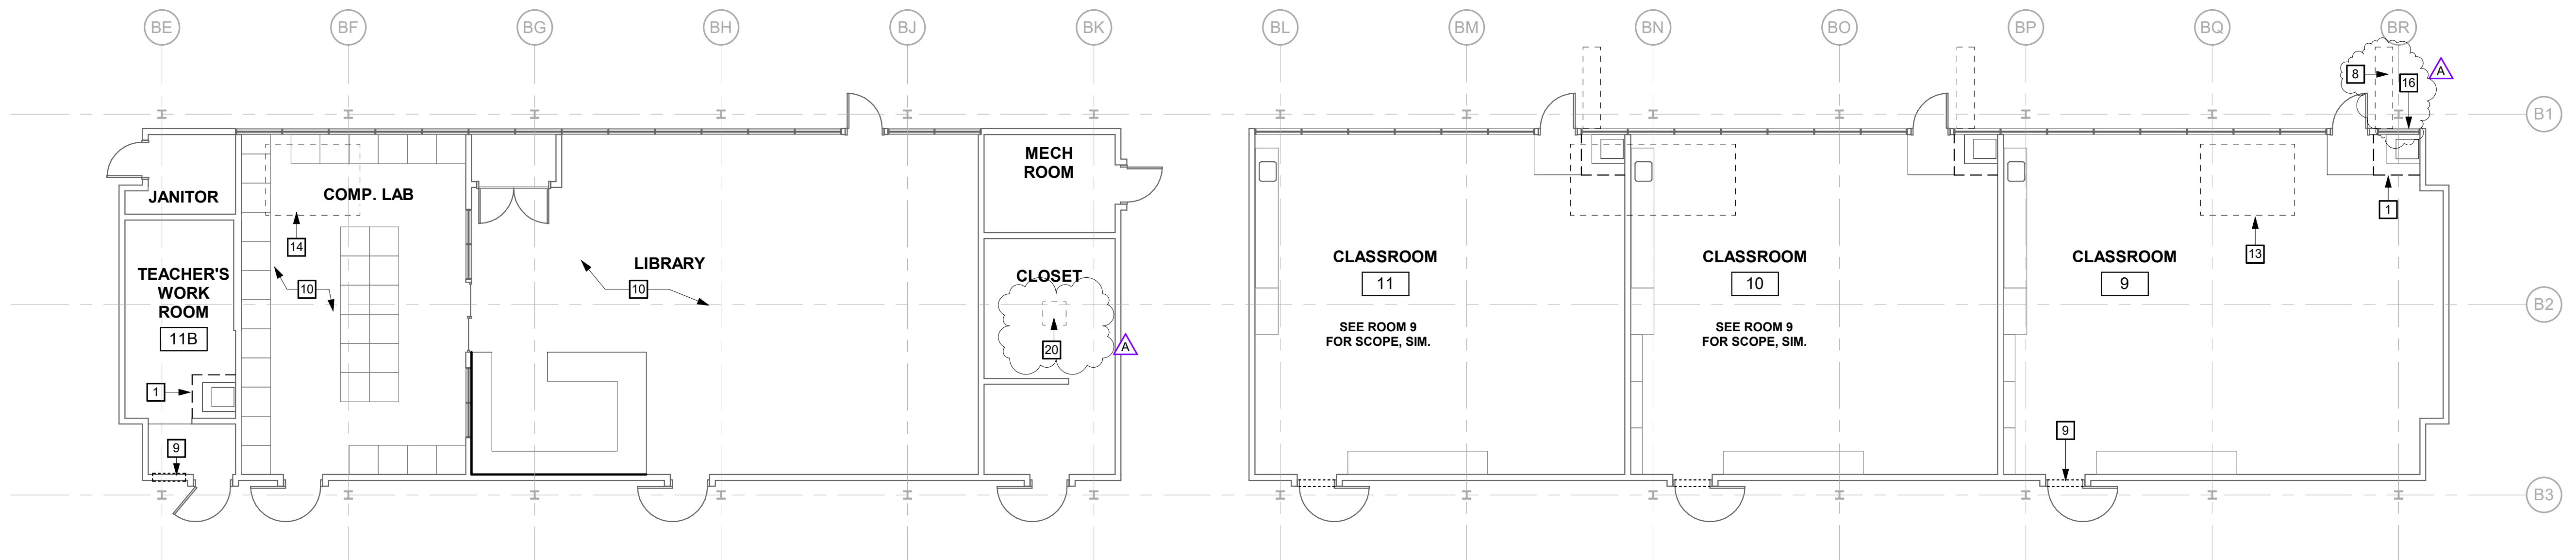 BE BF BG BH BJ BK BL BM BN BO BP BQ BR
8
16
A
B1
MECH
ROOM
JANITOR
COMP. LAB
1
14
13
TEACHER'S
WORK
ROOM
11B
LIBRARY
10
10
CLOSET
20
A
CLASSROOM
11
SEE ROOM 9
FOR SCOPE, SIM.
CLASSROOM
10
SEE ROOM 9
FOR SCOPE, SIM.
CLASSROOM
9
B2
1
9
9
B3